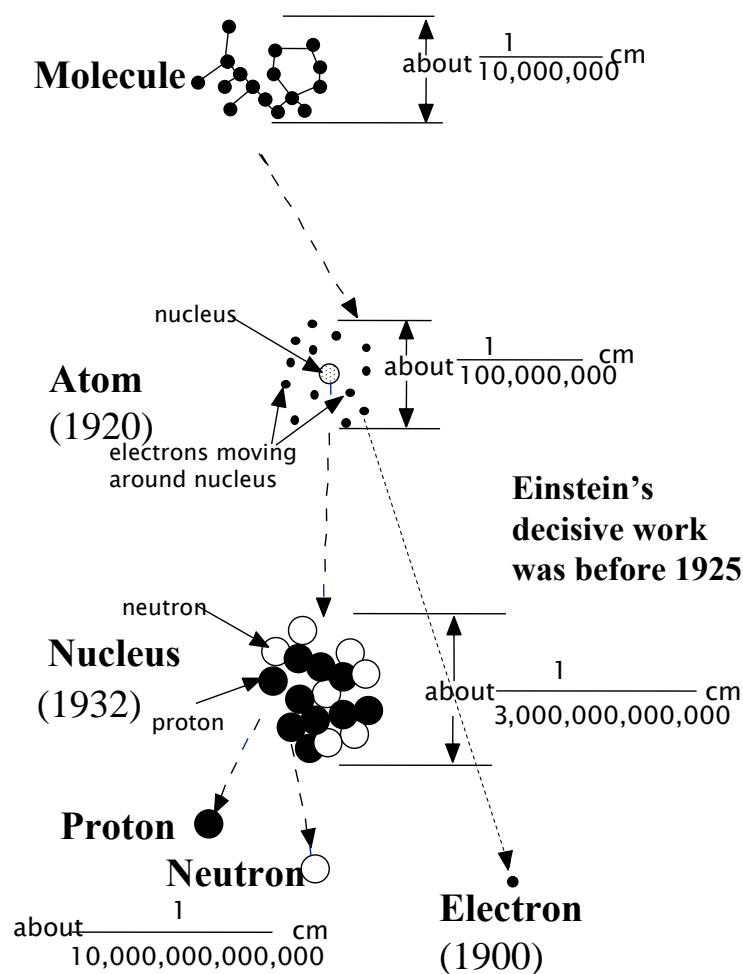 Molecule
about 1
10,000,000 cm
nucleus
Atom
(1920)
about 1
100,000,000 cm
electrons moving
around nucleus
Einstein’s
decisive work
was before 1925
neutron
Nucleus
(1932)
proton
about 1
3,000,000,000,000 cm
Proton
Neutron
about 1
10,000,000,000,000 cm
Electron
(1900)